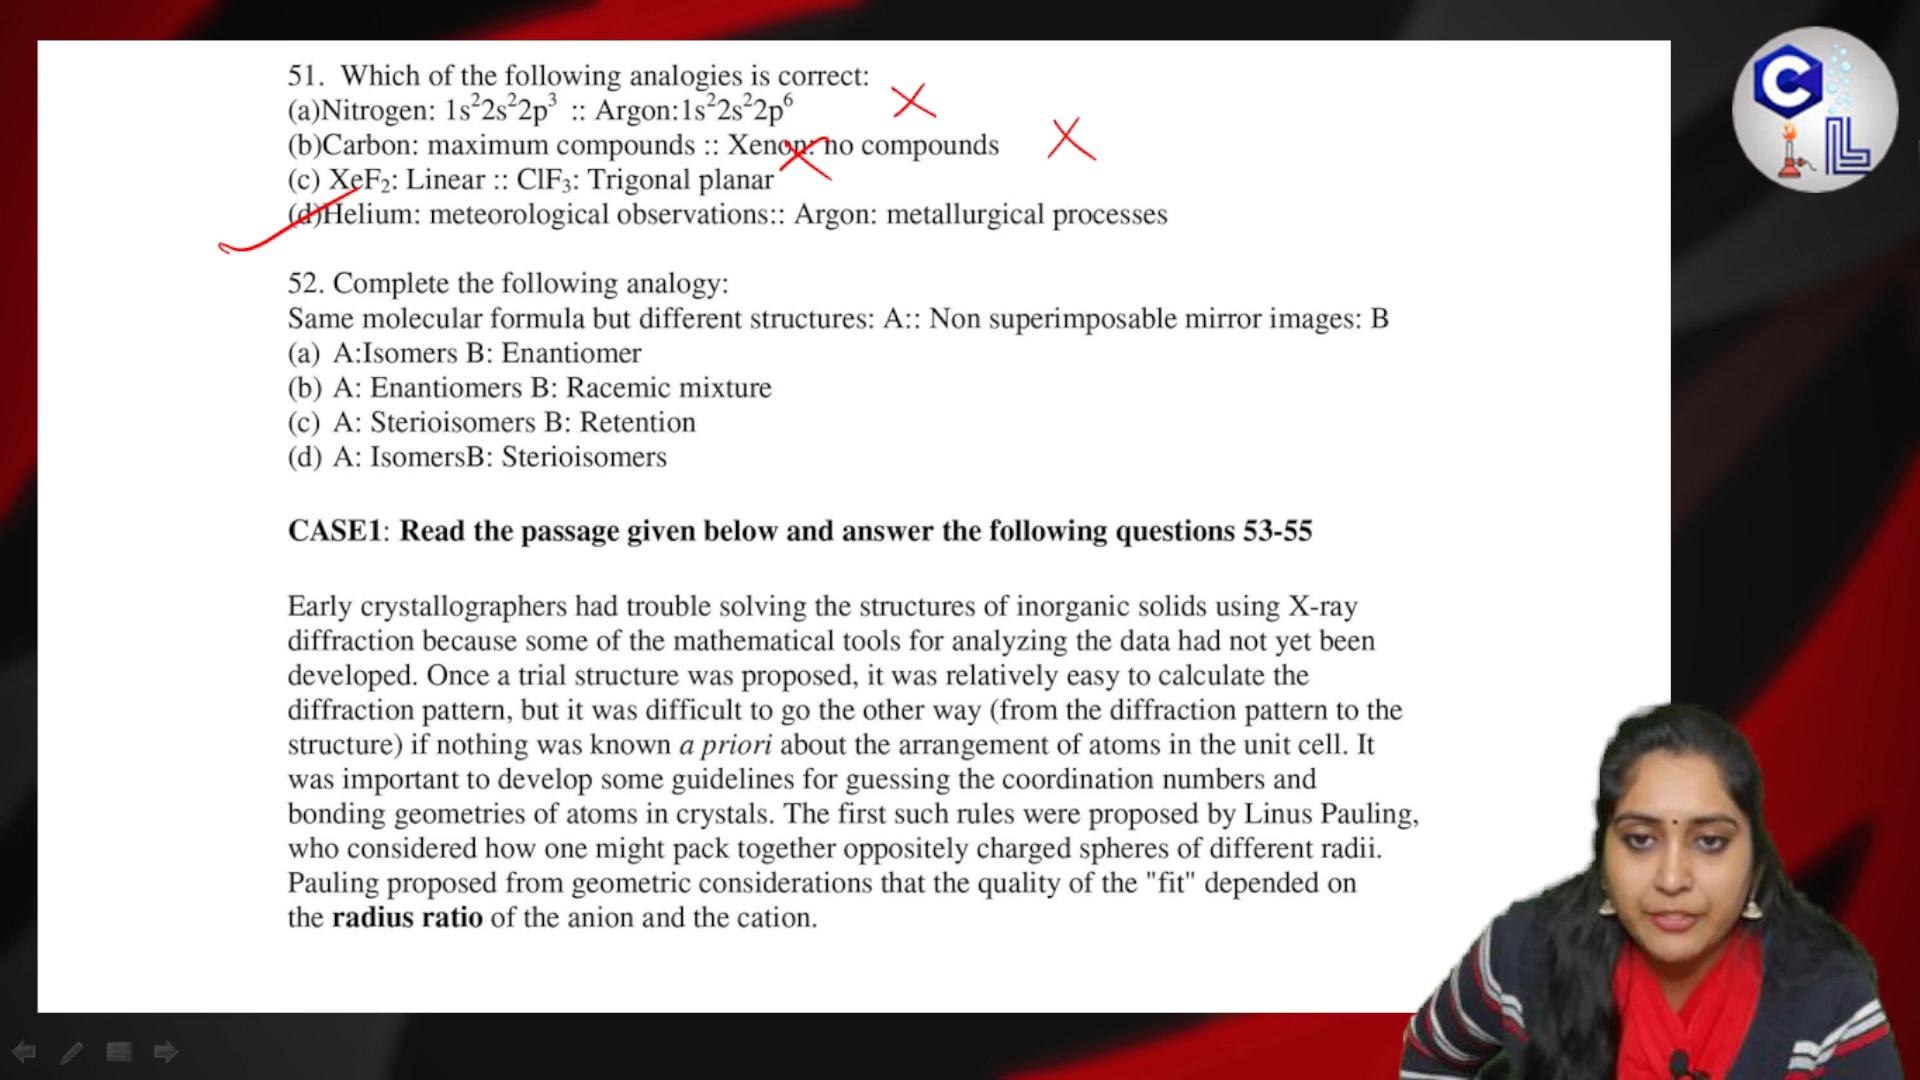 51. Which of the following analogies is correct:
(a)Nitrogen: 1s²2s²2p³ :: Argon:1s²2s²2p⁶
(b)Carbon: maximum compounds :: Xenon: no compounds
(c) XeF₂: Linear :: ClF₃: Trigonal planar
(d)Helium: meteorological observations:: Argon: metallurgical processes
52. Complete the following analogy:
Same molecular formula but different structures: A:: Non superimposable mirror images: B
(a) A:Isomers B: Enantiomer
(b) A: Enantiomers B: Racemic mixture
(c) A: Sterioisomers B: Retention
(d) A: IsomersB: Sterioisomers
CASE1: Read the passage given below and answer the following questions 53-55
Early crystallographers had trouble solving the structures of inorganic solids using X-ray
diffraction because some of the mathematical tools for analyzing the data had not yet been
developed. Once a trial structure was proposed, it was relatively easy to calculate the
diffraction pattern, but it was difficult to go the other way (from the diffraction pattern to the
structure) if nothing was known a priori about the arrangement of atoms in the unit cell. It
was important to develop some guidelines for guessing the coordination numbers and
bonding geometries of atoms in crystals. The first such rules were proposed by Linus Pauling,
who considered how one might pack together oppositely charged spheres of different radii.
Pauling proposed from geometric considerations that the quality of the "fit" depended on
the radius ratio of the anion and the cation.
C
L